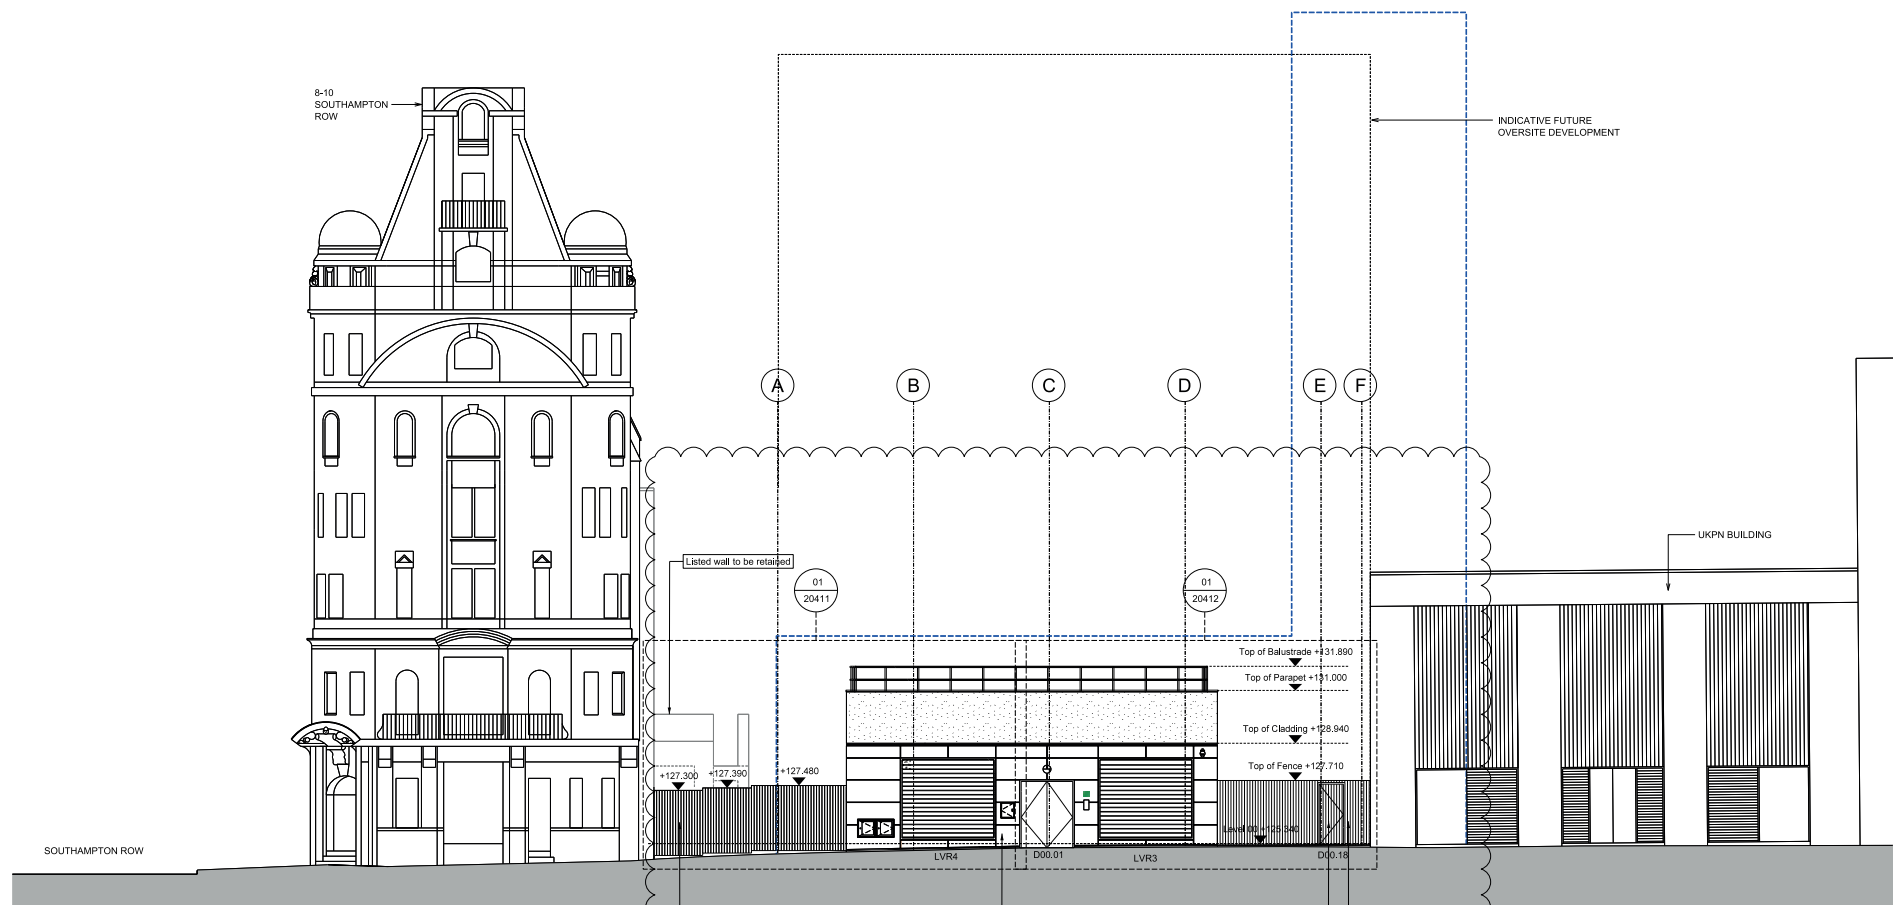 8-10
SOUTHAMPTON
ROW
INDICATIVE FUTURE
OVERSITE DEVELOPMENT
A
B
C
D
E
F
UKPN BUILDING
Listed wall to be retained
01
20411
01
20412
Top of Balustrade +131.890
Top of Parapet +131.000
Top of Cladding +128.940
Top of Fence +127.710
+127.300
+127.390
+127.480
Level 00 +125.340
SOUTHAMPTON ROW
LVR4
D00.01
LVR3
D00.18